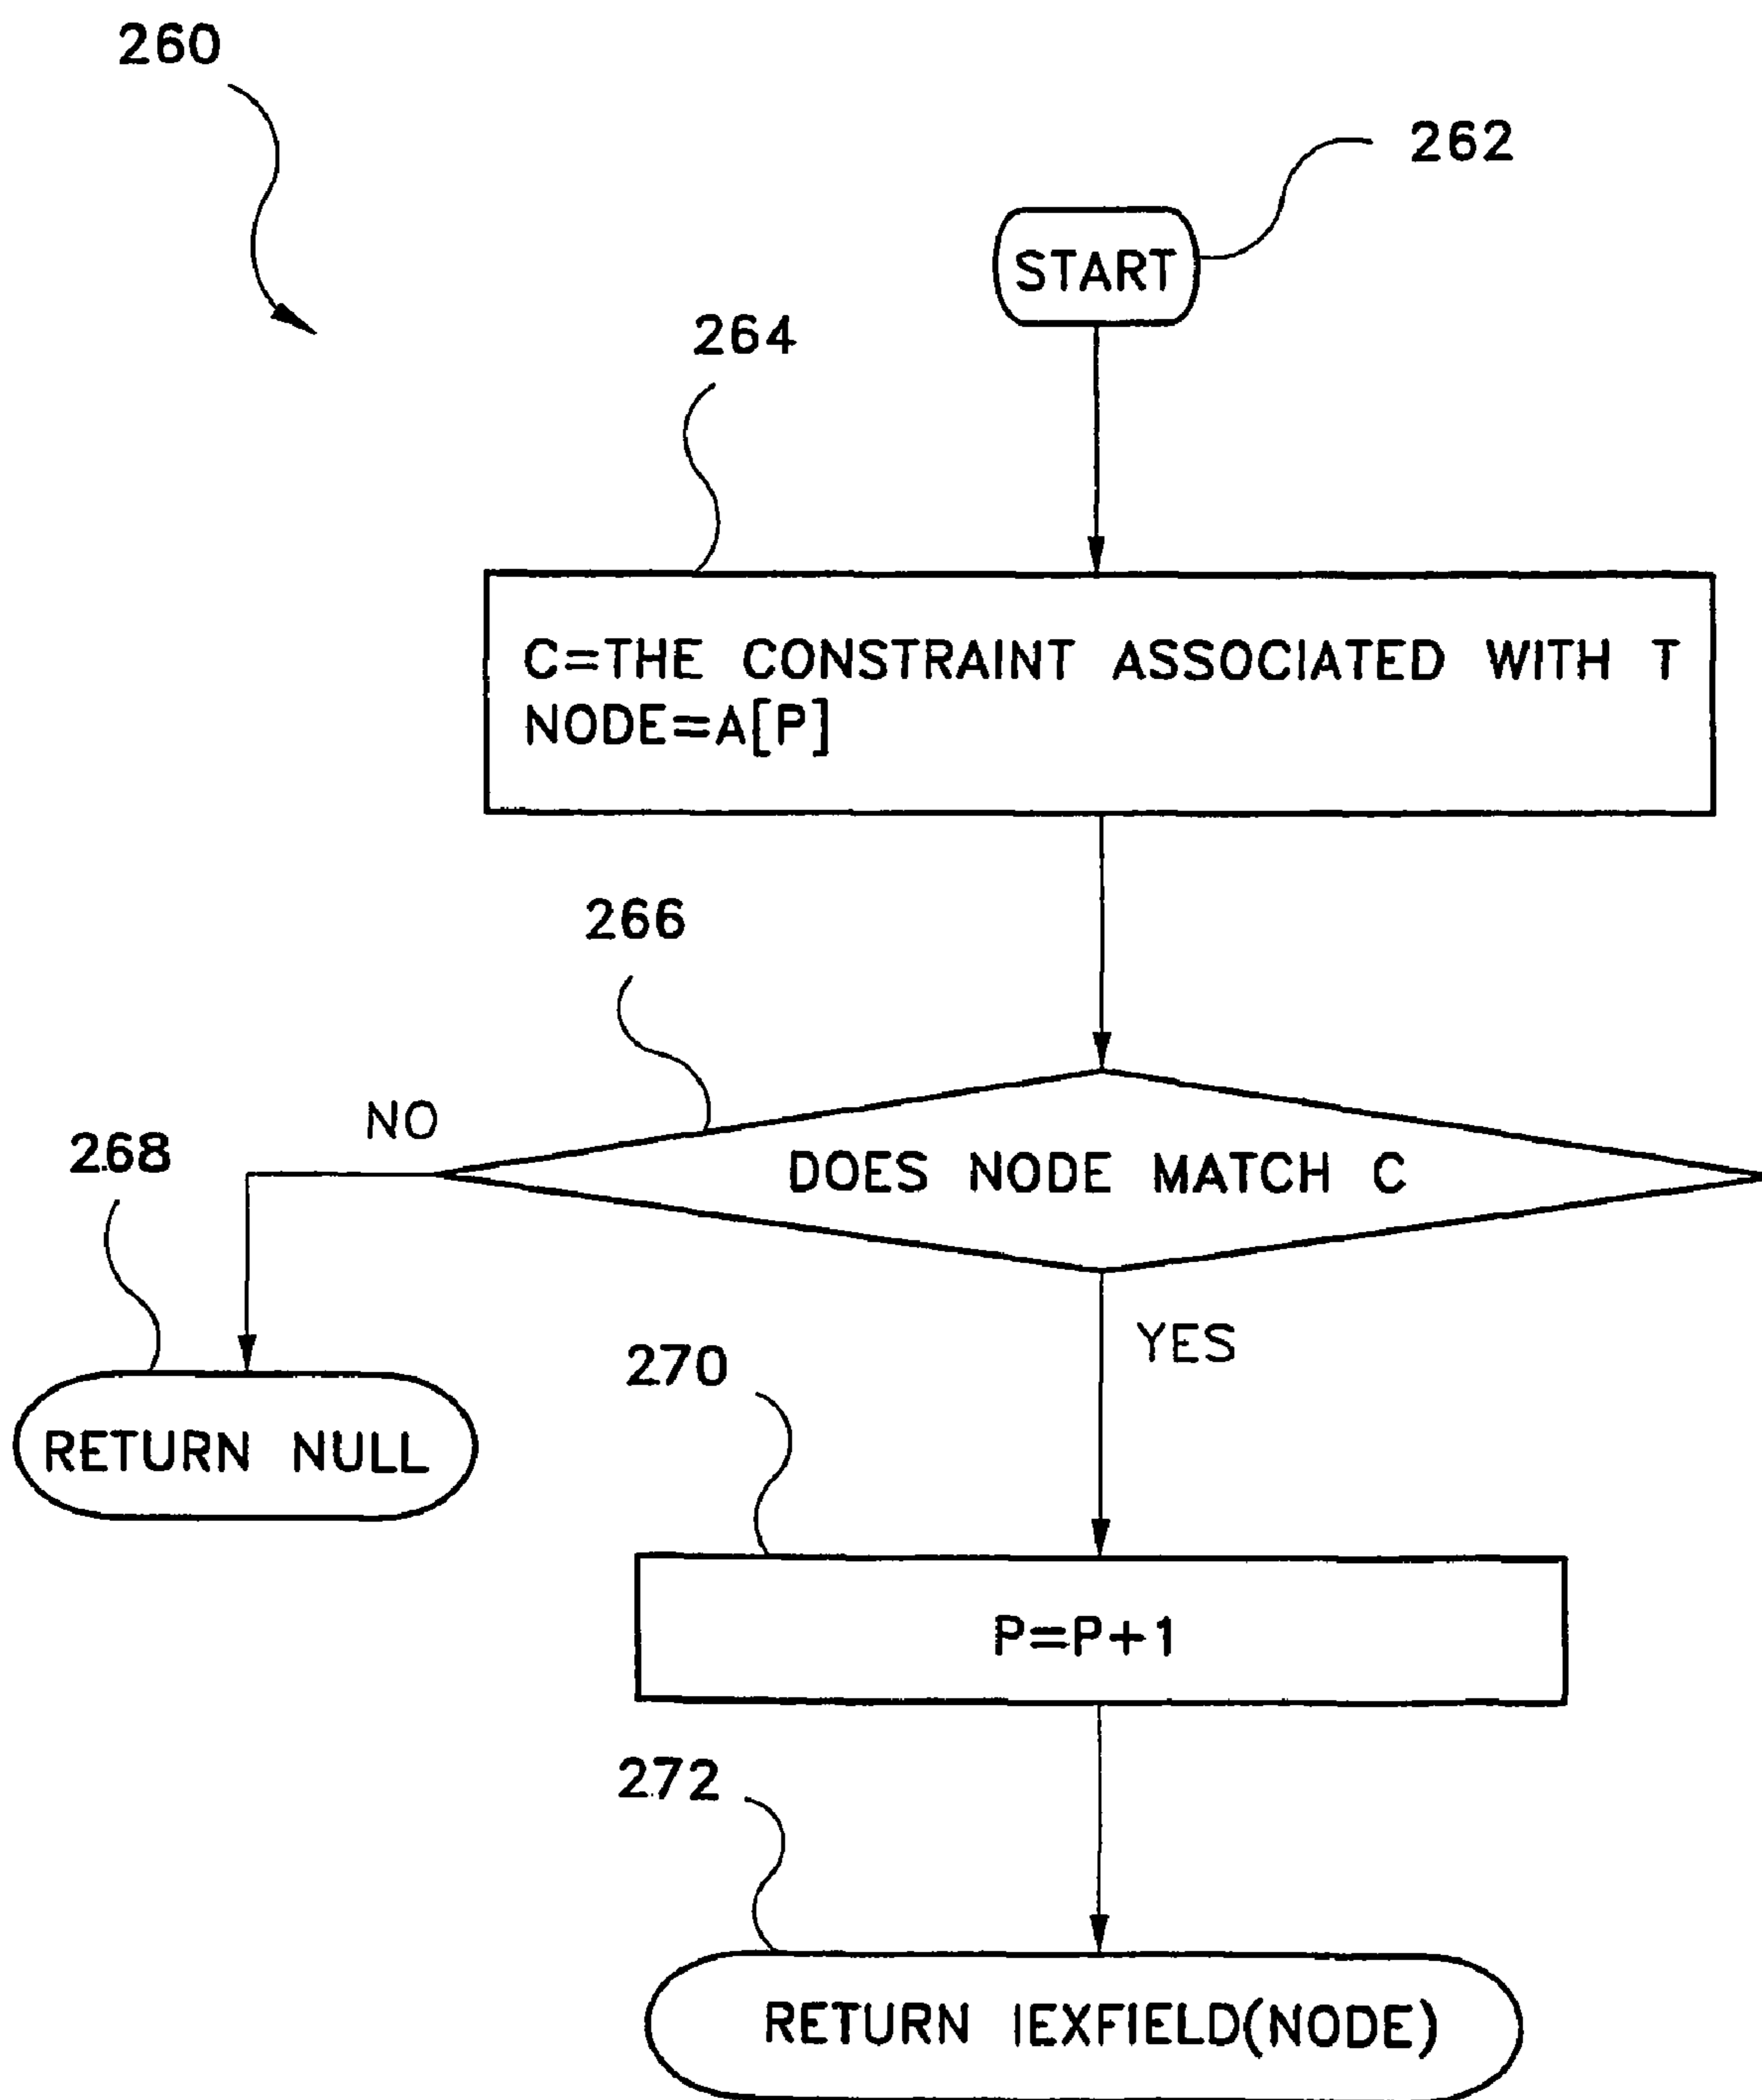 260
262
START
264
C=THE CONSTRAINT ASSOCIATED WITH T
NODE=A[P]
266
NO
268
DOES NODE MATCH C
YES
RETURN NULL
270
P=P+1
272
RETURN IEXFIELD(NODE)